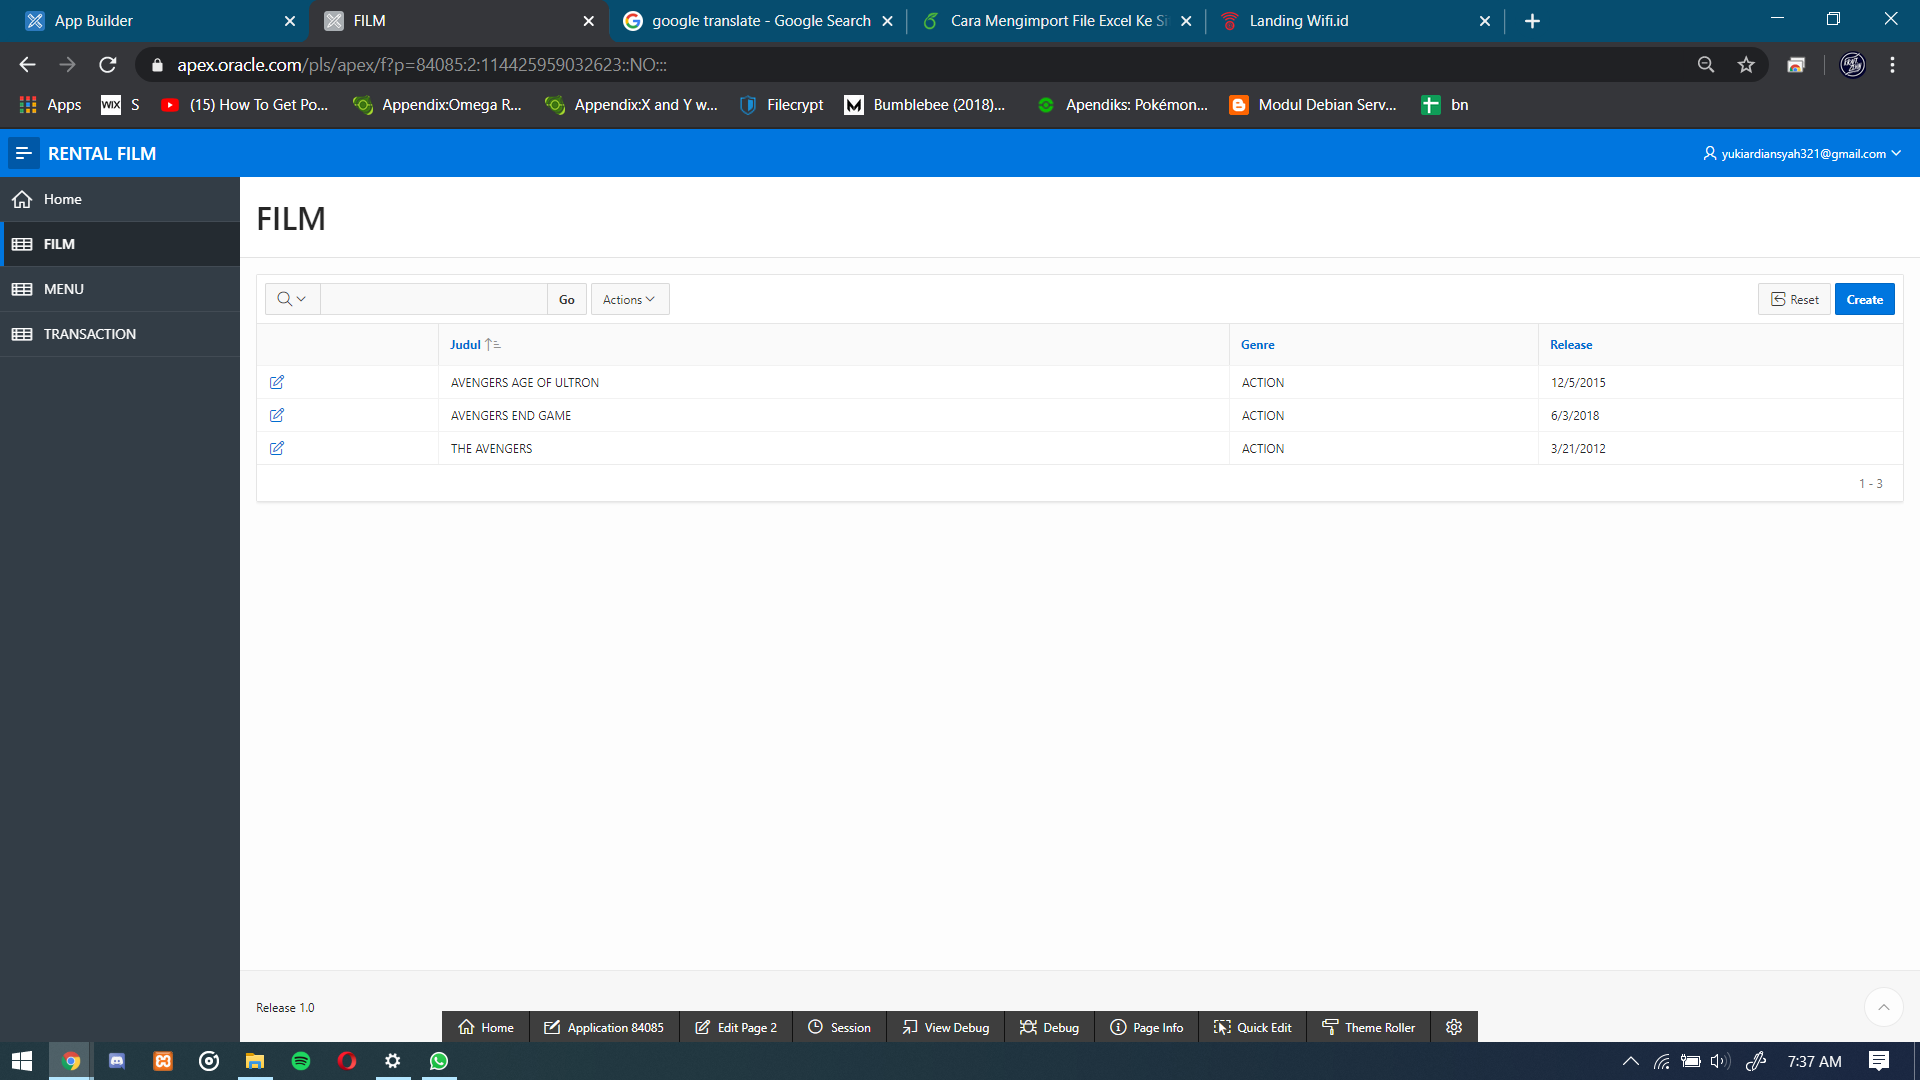 App Builder
FILM
google translate - Google Search
Cara Mengimport File Excel Ke Si
Landing Wifi.id
apex.oracle.com/pls/apex/f?p=84085:2:114425959032623::NO:::
Apps
WIX S
(15) How To Get Po...
Appendix:Omega R...
Appendix:X and Y w...
Filecrypt
Bumblebee (2018)...
Apendiks: Pokémon...
Modul Debian Serv...
bn
RENTAL FILM
yukiardiansyah321@gmail.com
Home
FILM
MENU
TRANSACTION
FILM
Go
Actions
Reset
Create
Judul Genre Release
AVENGERS AGE OF ULTRON ACTION 12/5/2015
AVENGERS END GAME ACTION 6/3/2018
THE AVENGERS ACTION 3/21/2012
1 - 3
Release 1.0
Home
Application 84085
Edit Page 2
Session
View Debug
Debug
Page Info
Quick Edit
Theme Roller
7:37 AM